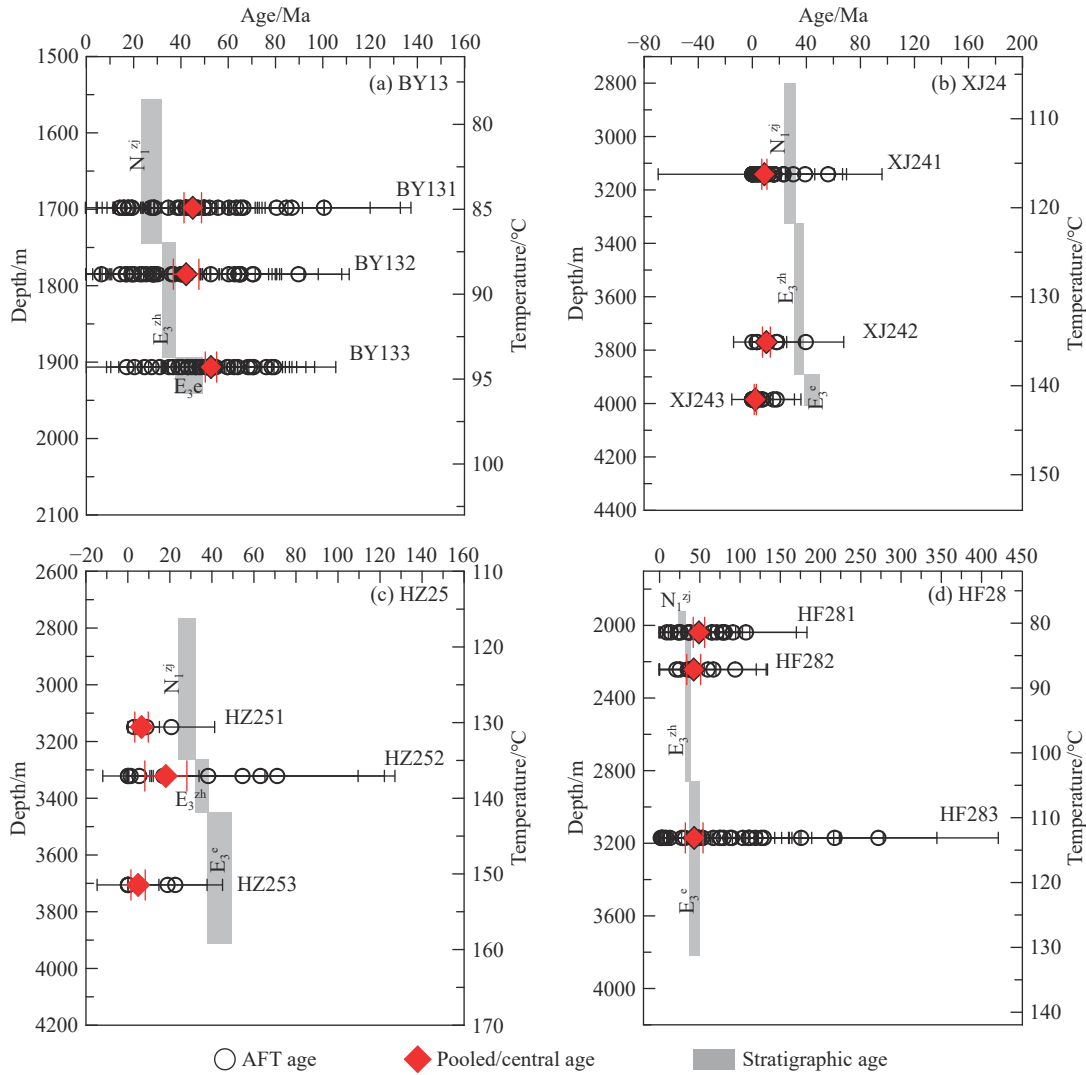 Age/Ma
0 20 40 60 80 100 120 140 160
1500
1600
1700
1800
1900
2000
2100
Depth/m
80
85
90
95
100
Temperature/°C
(a) BY13
N₁ᶻʲ
E₃ᶻʰ
E₃e
BY131
BY132
BY133
Age/Ma
−80 −40 0 40 80 120 160 200
2800
3000
3200
3400
3600
3800
4000
4200
4400
Depth/m
110
120
130
140
150
Temperature/°C
(b) XJ24
N₁ᶻʲ
E₃ᶻʰ
E₃ᵉ
XJ241
XJ242
XJ243
−20 0 20 40 60 80 100 120 140 160
2600
2800
3000
3200
3400
3600
3800
4000
4200
Depth/m
110
120
130
140
150
160
170
Temperature/°C
(c) HZ25
N₁ᶻʲ
E₃ᶻʰ
E₃ᵉ
HZ251
HZ252
HZ253
0 50 100 150 200 250 300 350 400 450
2000
2400
2800
3200
3600
4000
Depth/m
80
90
100
110
120
130
140
Temperature/°C
(d) HF28
N₁ᶻʲ
E₃ᶻʰ
E₃ᵉ
HF281
HF282
HF283
AFT age Pooled/central age Stratigraphic age